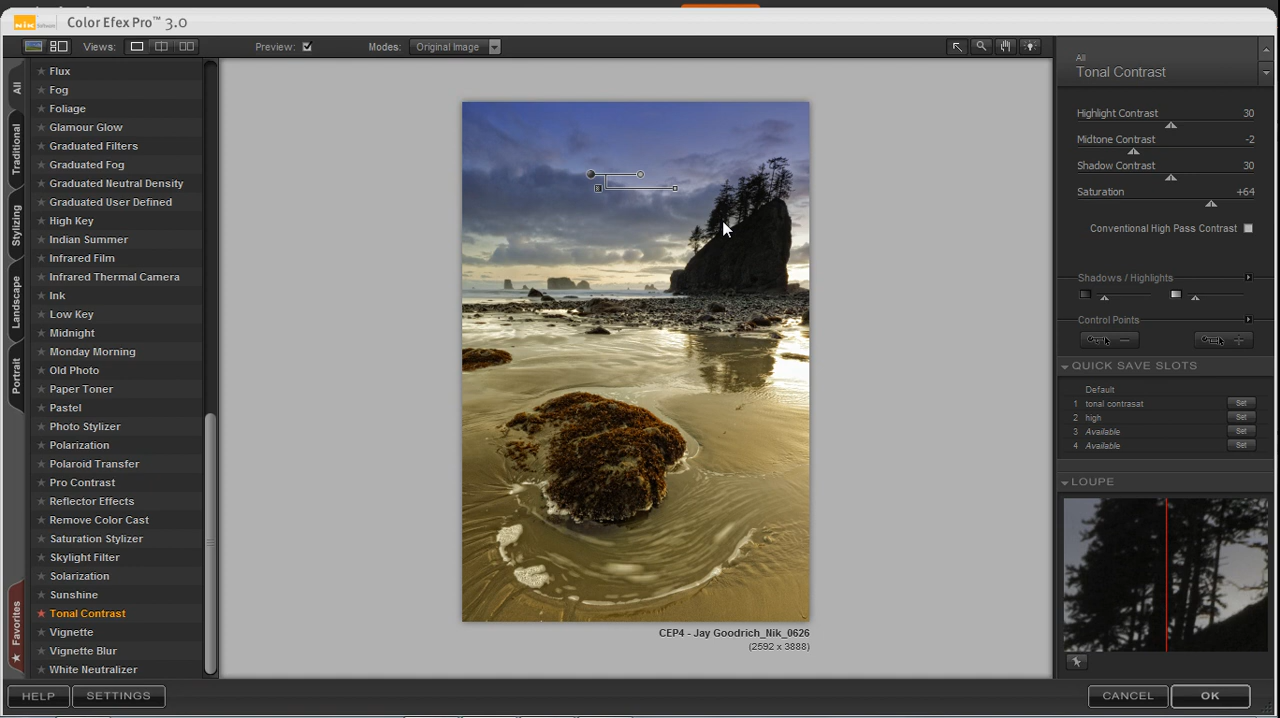 Nik Software Color Efex Pro™ 3.0
Views: Preview: Modes: Original Image
All
Traditional
Stylizing
Landscape
Portrait
Favorites
Flux
Fog
Foliage
Glamour Glow
Graduated Filters
Graduated Fog
Graduated Neutral Density
Graduated User Defined
High Key
Indian Summer
Infrared Film
Infrared Thermal Camera
Ink
Low Key
Midnight
Monday Morning
Old Photo
Paper Toner
Pastel
Photo Stylizer
Polarization
Polaroid Transfer
Pro Contrast
Reflector Effects
Remove Color Cast
Saturation Stylizer
Skylight Filter
Solarization
Sunshine
Tonal Contrast
Vignette
Vignette Blur
White Neutralizer
CEP4 - Jay Goodrich_Nik_0626
(2592 x 3888)
All
Tonal Contrast
Highlight Contrast 30
Midtone Contrast -2
Shadow Contrast 30
Saturation +64
Conventional High Pass Contrast
Shadows / Highlights
Control Points
QUICK SAVE SLOTS
Default
1 tonal contrasat Set
2 high Set
3 Available Set
4 Available Set
LOUPE
HELP SETTINGS CANCEL OK